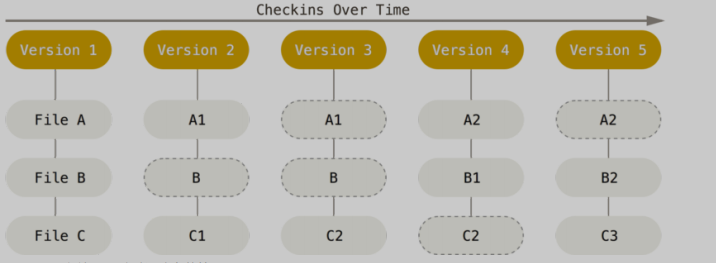 Checkins Over Time
Version 1 Version 2 Version 3 Version 4 Version 5
File A A1 A1 A2 A2
File B B B B1 B2
File C C1 C2 C2 C3